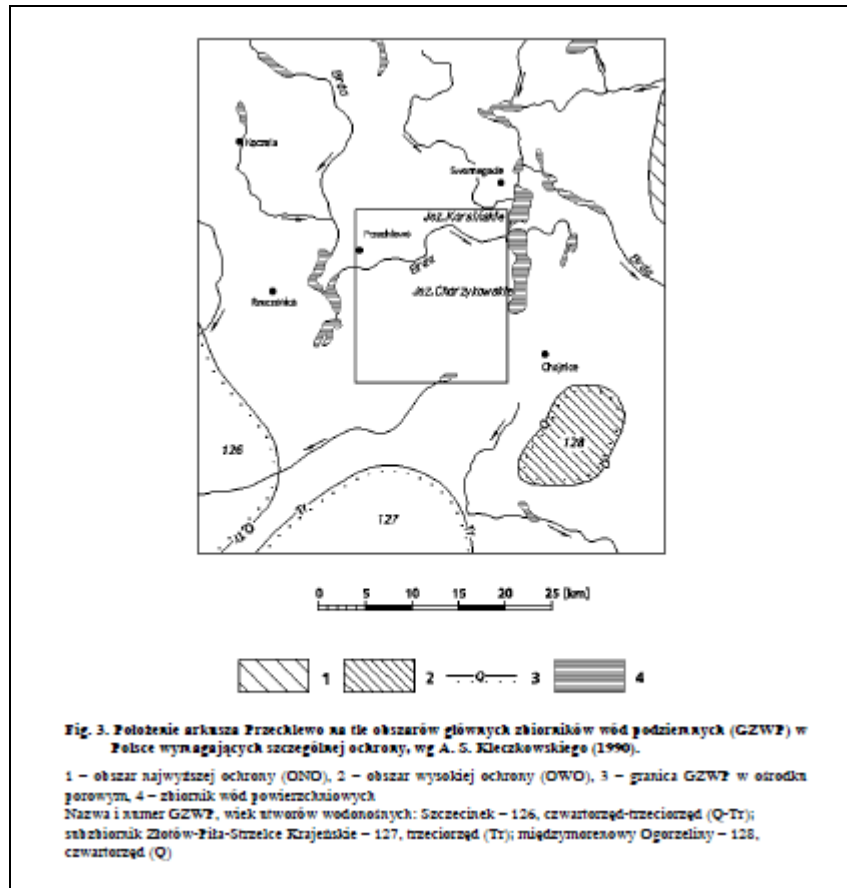 Brda
Koczała
Swornegacie
Jez. Karsińskie
Przechlewo
Brda
Brda
Jez. Charzykowskie
Rzeczenica
Chojnice
126
128
Q
127
Tr
Tr
0 5 10 15 20 25 [km]
1 2 Q 3 4
Fig. 3. Położenie arkusza Przechlewo na tle obszarów głównych zbiorników wód podziemnych (GZWP) w
Polsce wymagających szczególnej ochrony, wg A. S. Kleczkowskiego (1990).
1 – obszar najwyższej ochrony (ONO), 2 – obszar wysokiej ochrony (OWO), 3 – granica GZWP w ośrodku
porowym, 4 – zbiornik wód powierzchniowych
Nazwa i numer GZWP, wiek utworów wodonośnych: Szczecinek – 126, czwartorzęd-trzeciorzęd (Q-Tr);
subzbiornik Złotów-Piła-Strzelce Krajeńskie – 127, trzeciorzęd (Tr); międzymorenowy Ogorzeliny – 128,
czwartorzęd (Q)